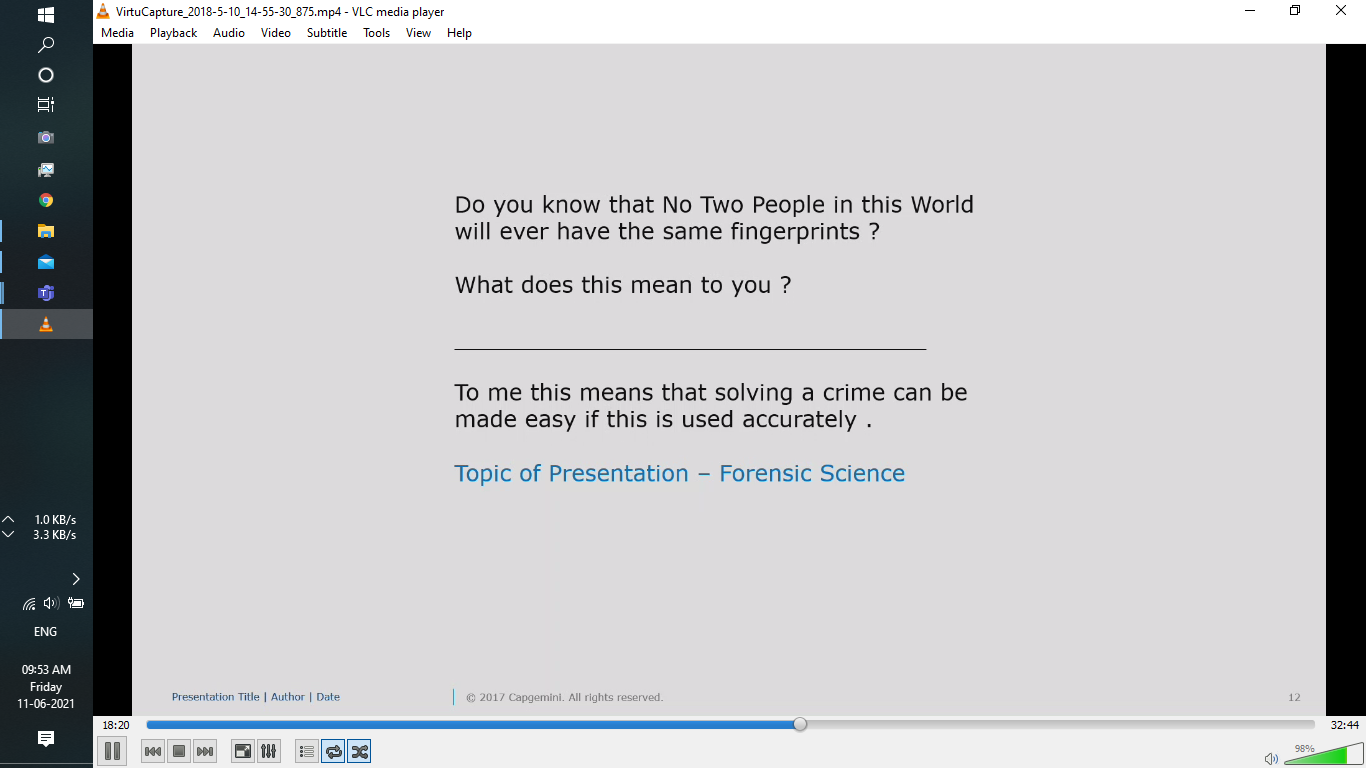 VirtuCapture_2018-5-10_14-55-30_875.mp4 - VLC media player
Media Playback Audio Video Subtitle Tools View Help
Do you know that No Two People in this World
will ever have the same fingerprints ?
What does this mean to you ?
To me this means that solving a crime can be
made easy if this is used accurately .
Topic of Presentation – Forensic Science
Presentation Title | Author | Date
© 2017 Capgemini. All rights reserved.
12
1.0 KB/s
3.3 KB/s
ENG
09:53 AM
Friday
11-06-2021
18:20
32:44
98%